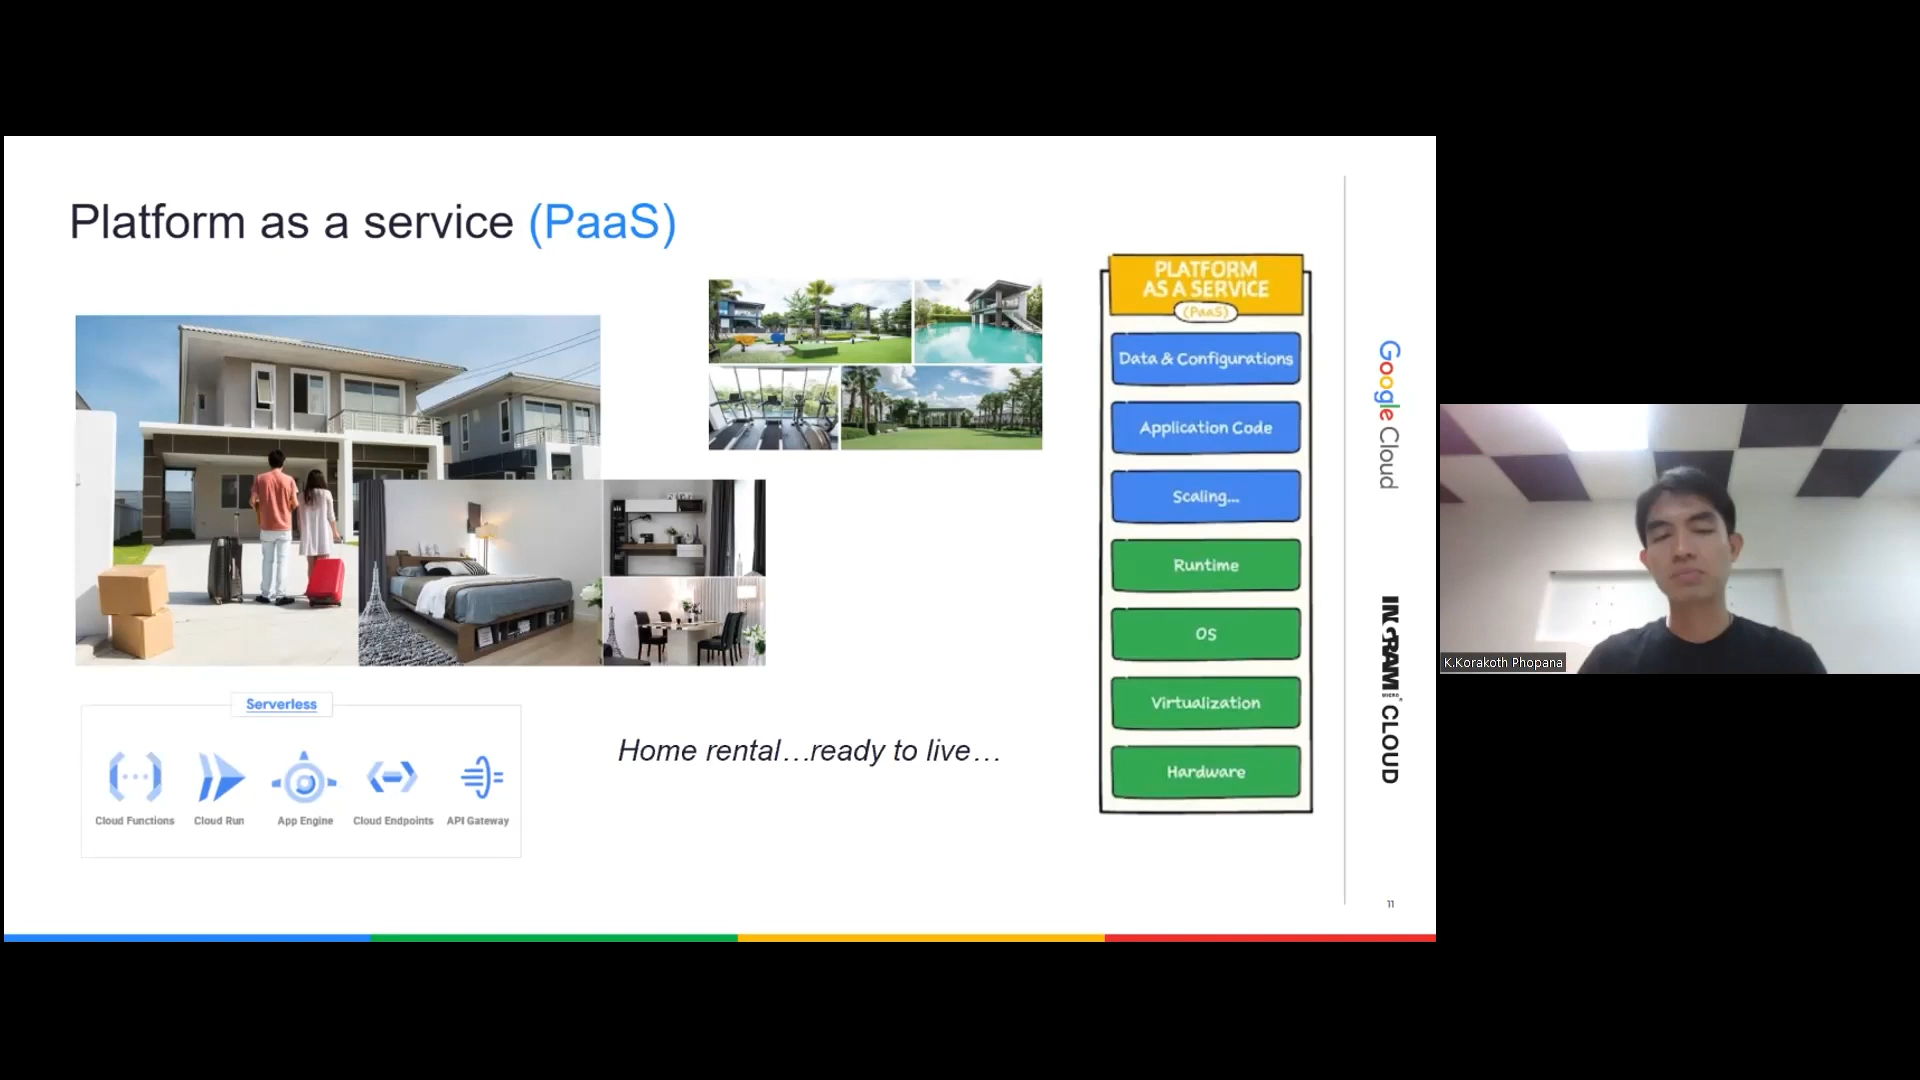 Platform as a service (PaaS)
PLATFORM
AS A SERVICE
(PaaS)
Data & Configurations
Application Code
Scaling...
Runtime
OS
Virtualization
Hardware
Serverless
Cloud Functions
Cloud Run
App Engine
Cloud Endpoints
API Gateway
Home rental…ready to live…
Google Cloud
INGRAM MICRO CLOUD
11
K.Korakoth Phopana